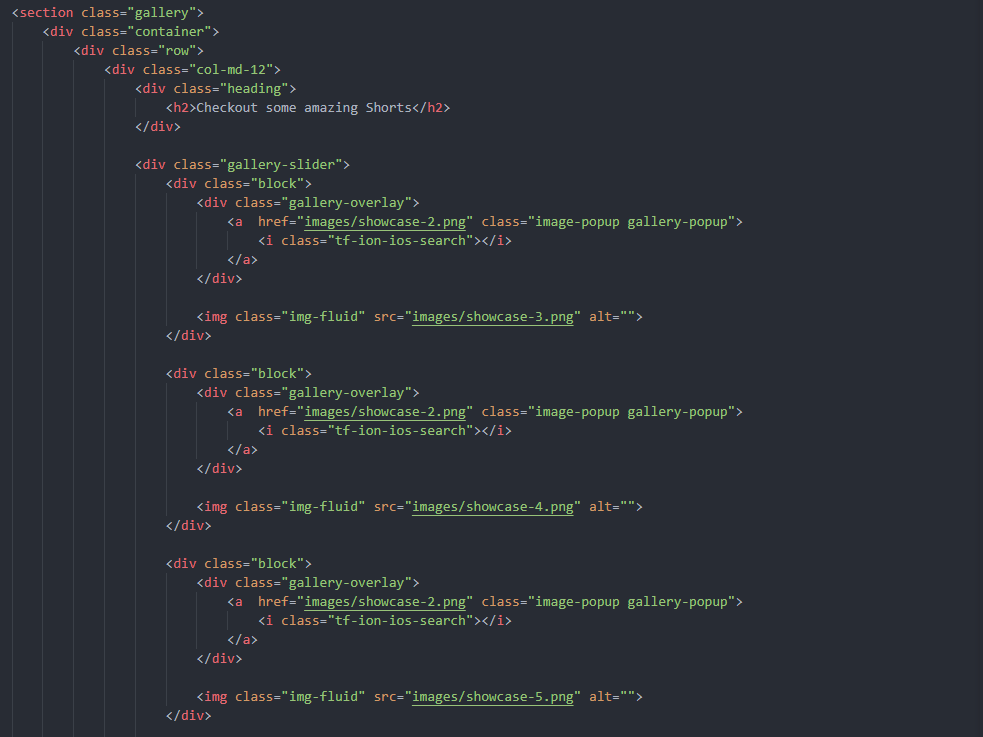 <section class="gallery">
    <div class="container">
        <div class="row">
            <div class="col-md-12">
                <div class="heading">
                    <h2>Checkout some amazing Shorts</h2>
                </div>

                <div class="gallery-slider">
                    <div class="block">
                        <div class="gallery-overlay">
                            <a  href="images/showcase-2.png" class="image-popup gallery-popup">
                                <i class="tf-ion-ios-search"></i>
                            </a>
                        </div>

                        <img class="img-fluid" src="images/showcase-3.png" alt="">
                    </div>

                    <div class="block">
                        <div class="gallery-overlay">
                            <a  href="images/showcase-2.png" class="image-popup gallery-popup">
                                <i class="tf-ion-ios-search"></i>
                            </a>
                        </div>

                        <img class="img-fluid" src="images/showcase-4.png" alt="">
                    </div>

                    <div class="block">
                        <div class="gallery-overlay">
                            <a  href="images/showcase-2.png" class="image-popup gallery-popup">
                                <i class="tf-ion-ios-search"></i>
                            </a>
                        </div>

                        <img class="img-fluid" src="images/showcase-5.png" alt="">
                    </div>